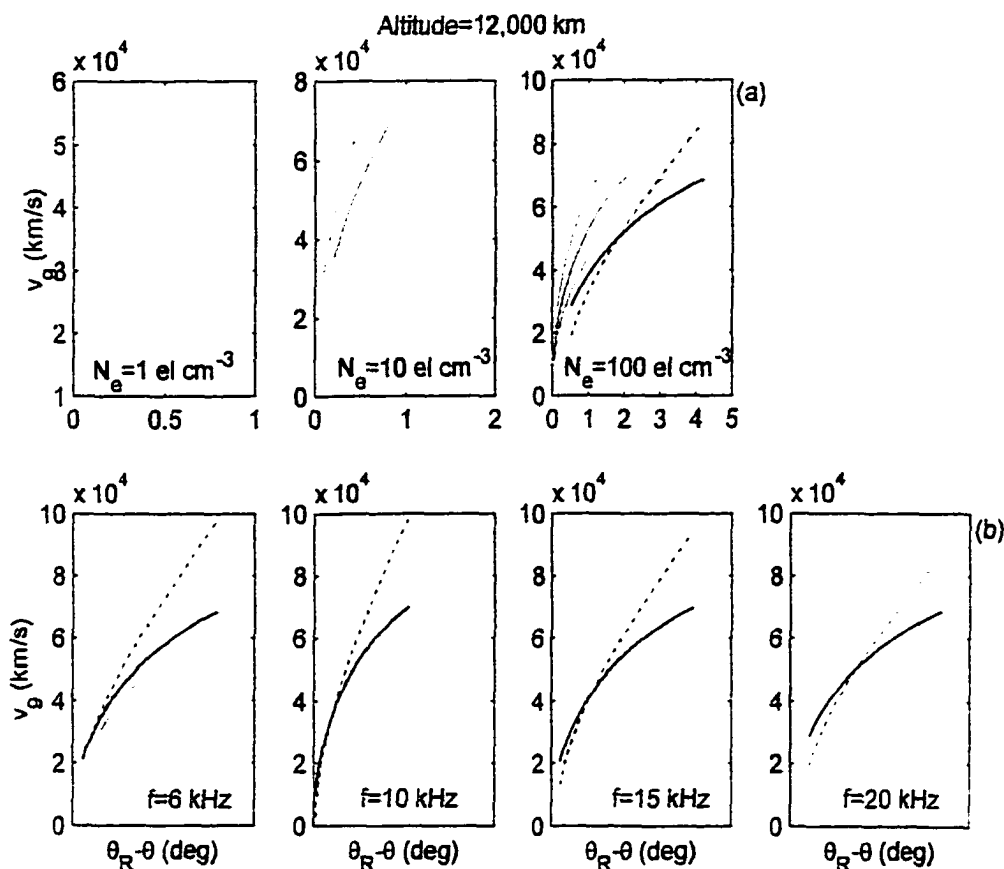 Altitude=12,000 km
x 10^4
x 10^4
x 10^4
(a)
v_g (km/s)
6
5
4
3
2
1
0
0.5
1
N_e=1 el cm^-3
8
6
4
2
0
0
1
2
N_e=10 el cm^-3
10
8
6
4
2
0
0
1
2
3
4
5
N_e=100 el cm^-3
x 10^4
x 10^4
x 10^4
x 10^4
(b)
v_g (km/s)
10
8
6
4
2
0
f=6 kHz
θ_R-θ (deg)
10
8
6
4
2
0
f=10 kHz
θ_R-θ (deg)
10
8
6
4
2
0
f=15 kHz
θ_R-θ (deg)
10
8
6
4
2
0
f=20 kHz
θ_R-θ (deg)